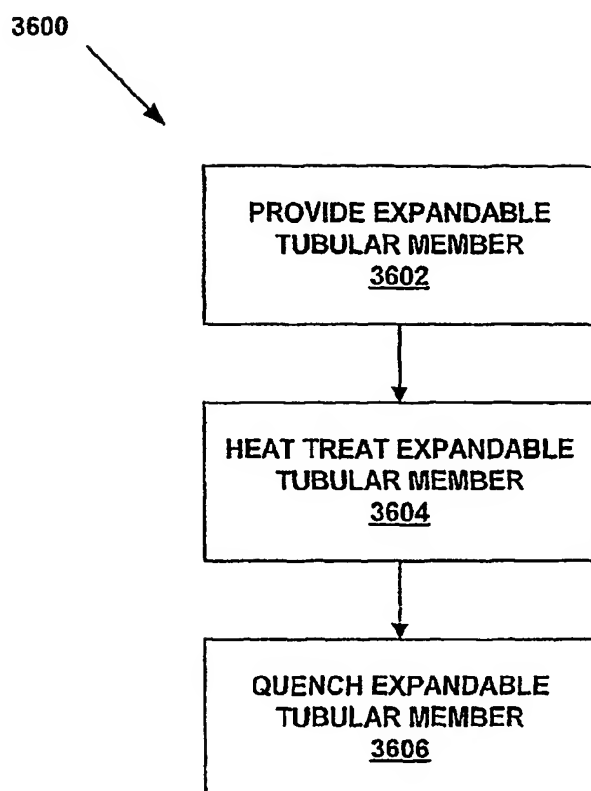 3600
PROVIDE EXPANDABLE
TUBULAR MEMBER
3602
HEAT TREAT EXPANDABLE
TUBULAR MEMBER
3604
QUENCH EXPANDABLE
TUBULAR MEMBER
3606